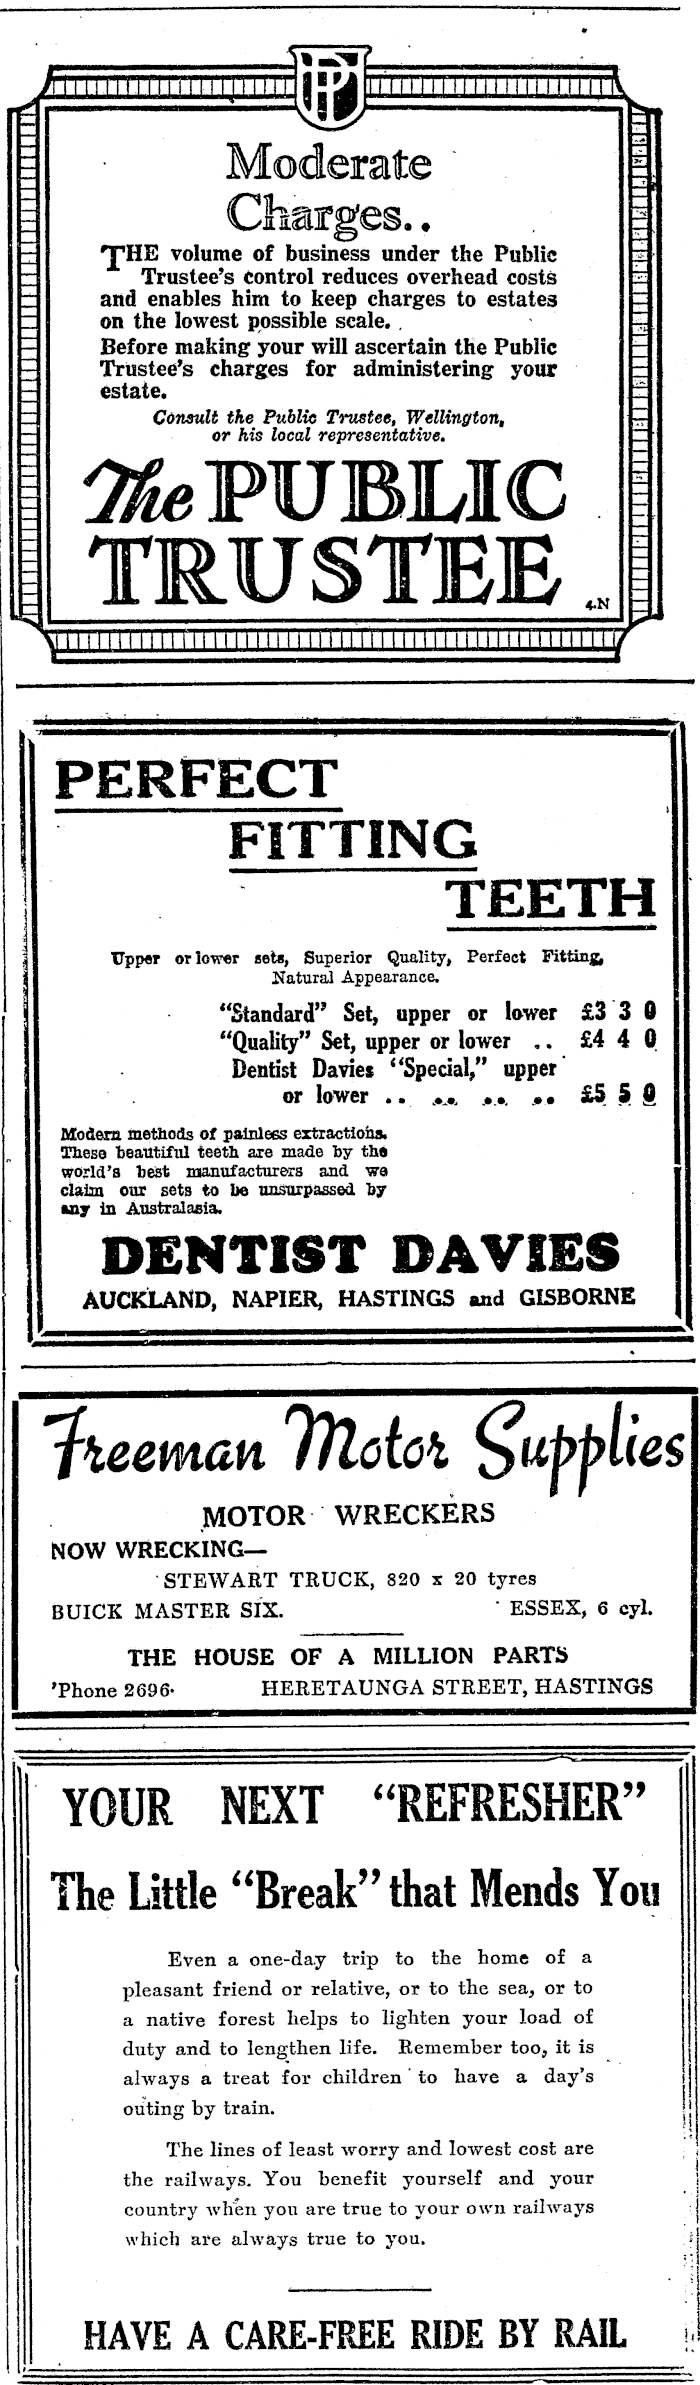 PT
Moderate
Charges..
THE volume of business under the Public
Trustee's control reduces overhead costs
and enables him to keep charges to estates
on the lowest possible scale.
Before making your will ascertain the Public
Trustee's charges for administering your
estate.
Consult the Public Trustee, Wellington,
or his local representative.
The PUBLIC
TRUSTEE
4.N
PERFECT
FITTING
TEETH
Upper or lower sets, Superior Quality, Perfect Fitting,
Natural Appearance.
"Standard" Set, upper or lower £3 3 0
"Quality" Set, upper or lower .. £4 4 0
Dentist Davies "Special," upper
or lower .. .. .. .. £5 5 0
Modern methods of painless extractions.
These beautiful teeth are made by the
world's best manufacturers and we
claim our sets to be unsurpassed by
any in Australasia.
DENTIST DAVIES
AUCKLAND, NAPIER, HASTINGS and GISBORNE
Freeman Motor Supplies
MOTOR WRECKERS
NOW WRECKING—
STEWART TRUCK, 820 x 20 tyres
BUICK MASTER SIX. ESSEX, 6 cyl.
THE HOUSE OF A MILLION PARTS
'Phone 2696. HERETAUNGA STREET, HASTINGS
YOUR NEXT "REFRESHER"
The Little "Break" that Mends You
Even a one-day trip to the home of a
pleasant friend or relative, or to the sea, or to
a native forest helps to lighten your load of
duty and to lengthen life. Remember too, it is
always a treat for children to have a day's
outing by train.
The lines of least worry and lowest cost are
the railways. You benefit yourself and your
country when you are true to your own railways
which are always true to you.
HAVE A CARE-FREE RIDE BY RAIL